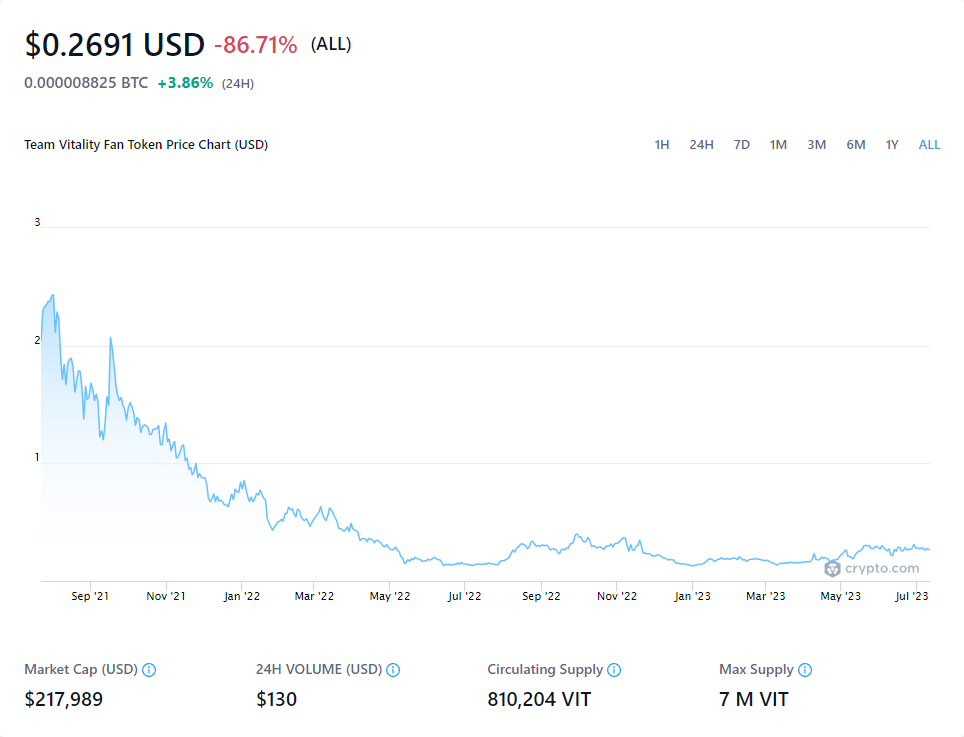 $0.2691 USD -86.71% (ALL)
0.000008825 BTC +3.86% (24H)
Team Vitality Fan Token Price Chart (USD) 1H 24H 7D 1M 3M 6M 1Y ALL
3
2
1
crypto.com
Sep '21 Nov '21 Jan '22 Mar '22 May '22 Jul '22 Sep '22 Nov '22 Jan '23 Mar '23 May '23 Jul '23
Market Cap (USD) 24H VOLUME (USD) Circulating Supply Max Supply
$217,989 $130 810,204 VIT 7 M VIT